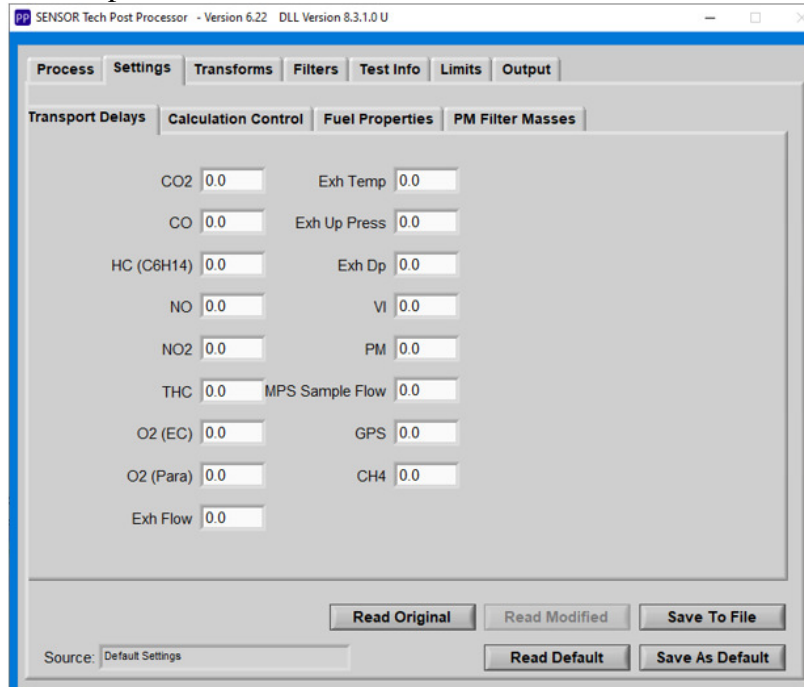 PP SENSOR Tech Post Processor - Version 6.22 DLL Version 8.3.1.0 U
Process Settings Transforms Filters Test Info Limits Output
Transport Delays Calculation Control Fuel Properties PM Filter Masses
CO2 0.0 Exh Temp 0.0
CO 0.0 Exh Up Press 0.0
HC (C6H14) 0.0 Exh Dp 0.0
NO 0.0 VI 0.0
NO2 0.0 PM 0.0
THC 0.0 MPS Sample Flow 0.0
O2 (EC) 0.0 GPS 0.0
O2 (Para) 0.0 CH4 0.0
Exh Flow 0.0
Read Original Read Modified Save To File
Source: Default Settings Read Default Save As Default